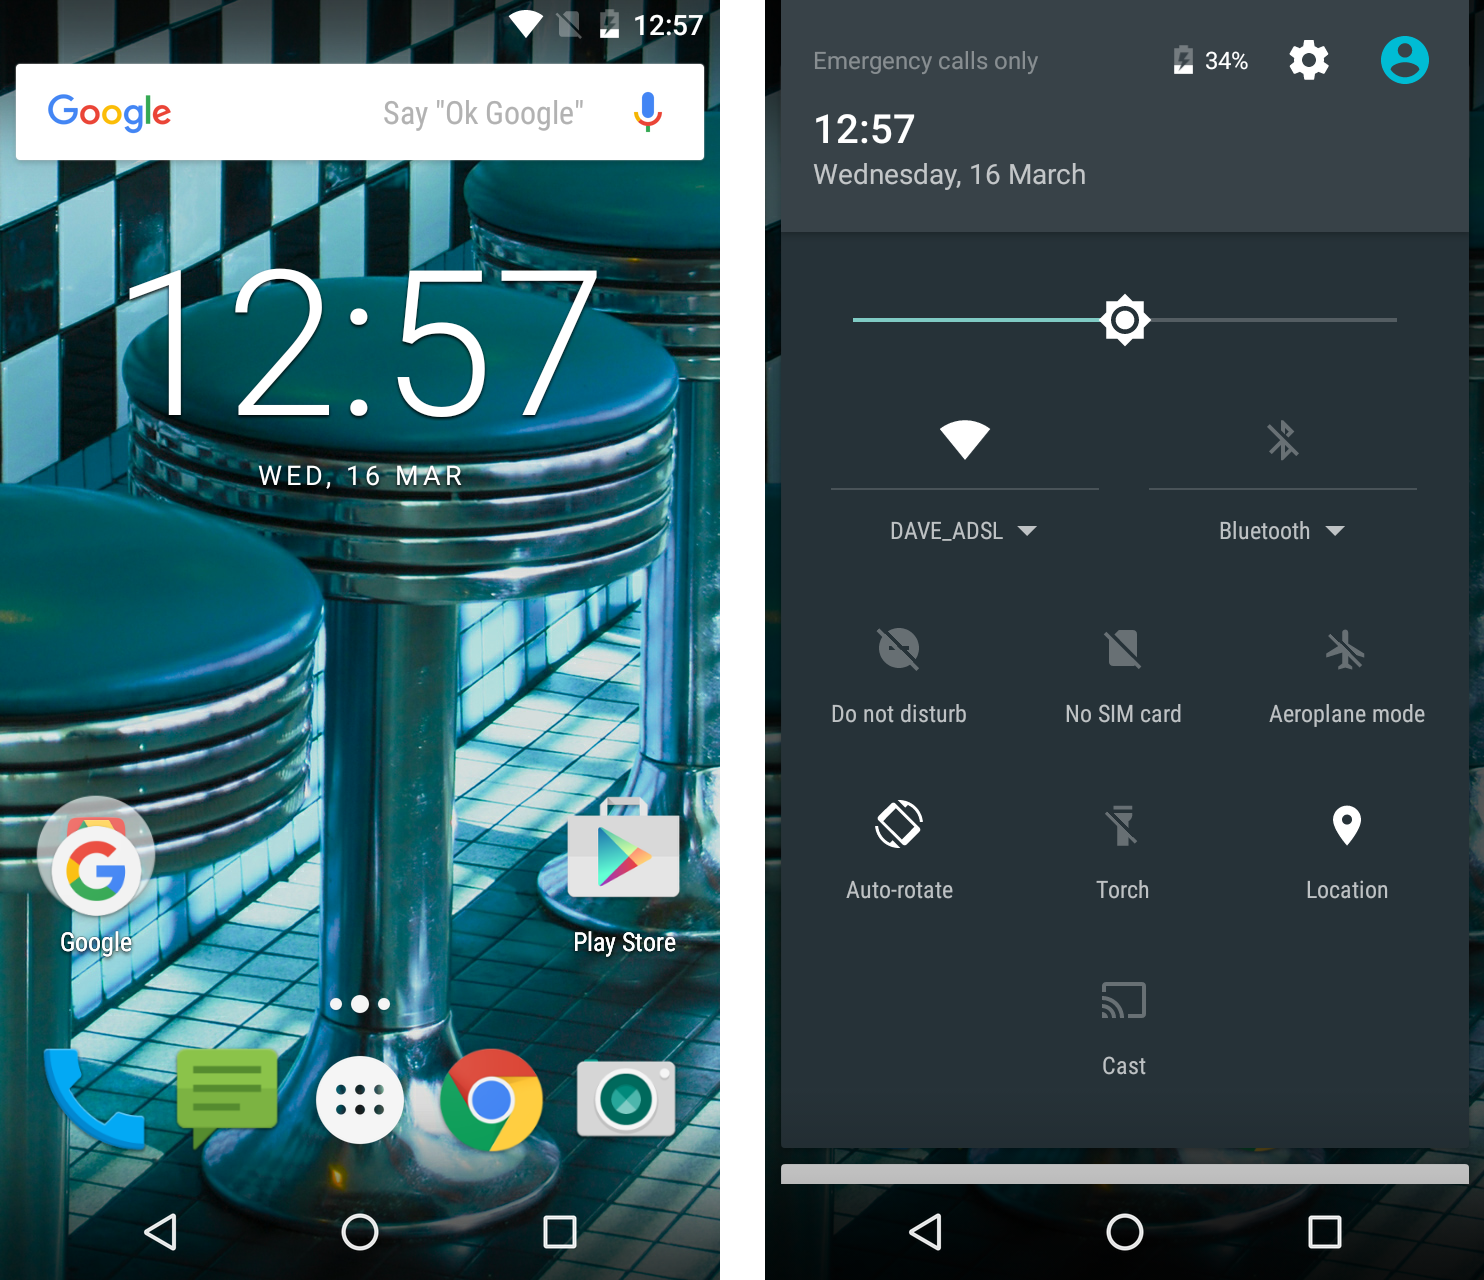 12:57
Google Say "Ok Google"
12:57
WED, 16 MAR
Google Play Store
Emergency calls only 34%
12:57
Wednesday, 16 March
DAVE_ADSL Bluetooth
Do not disturb No SIM card Aeroplane mode
Auto-rotate Torch Location
Cast